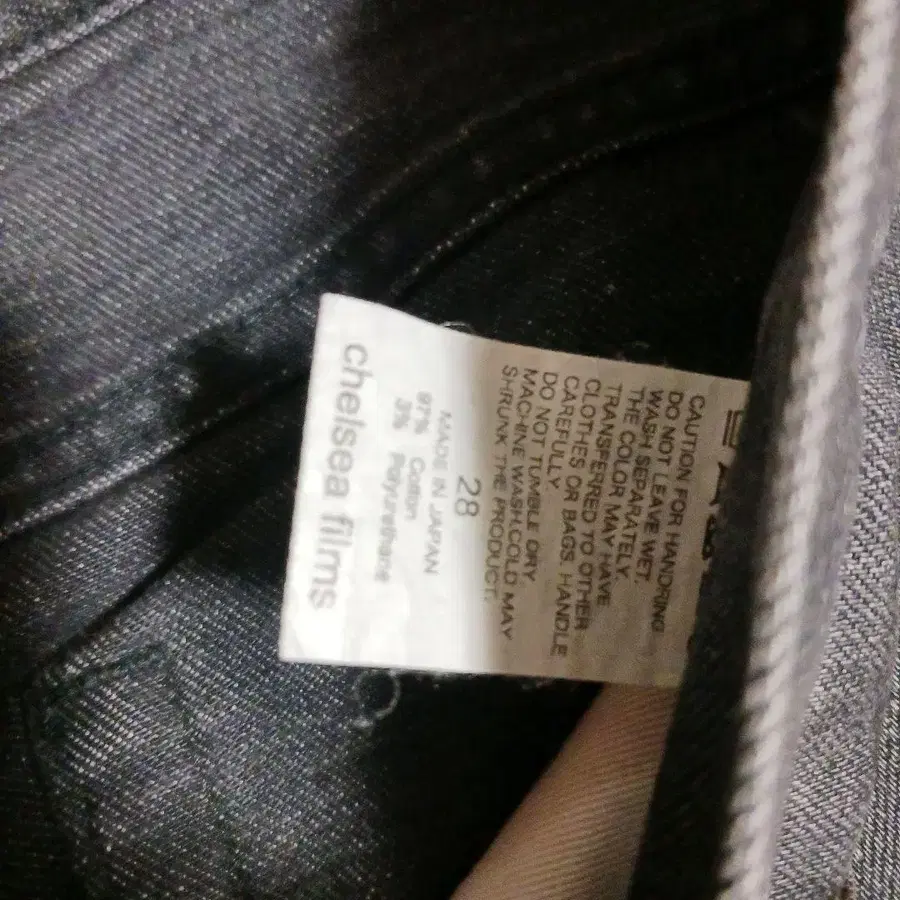 CAUTION FOR HANDRING
DO NOT LEAVE WET.
WASH SEPARATELY.
THE COLOR MAY HAVE
TRANSFERRED TO OTHER
CLOTHES OR BAGS. HANDLE
CAREFULLY.
DO NOT TUMBLE DRY
MACHINE WASH.COLD MAY
SHRUNK THE PRODUCT.
28
MADE IN JAPAN
97% Cotton
3% Polyurethane
chelsea films